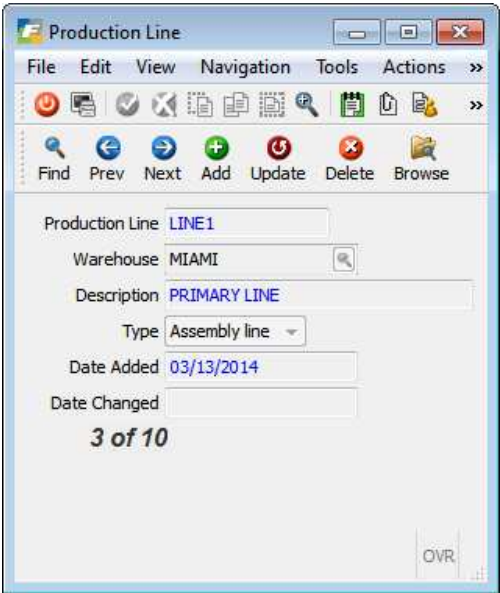 Production Line
File Edit View Navigation Tools Actions »
»
Find Prev Next Add Update Delete Browse
Production Line LINE1
Warehouse MIAMI
Description PRIMARY LINE
Type Assembly line
Date Added 03/13/2014
Date Changed
3 of 10
OVR